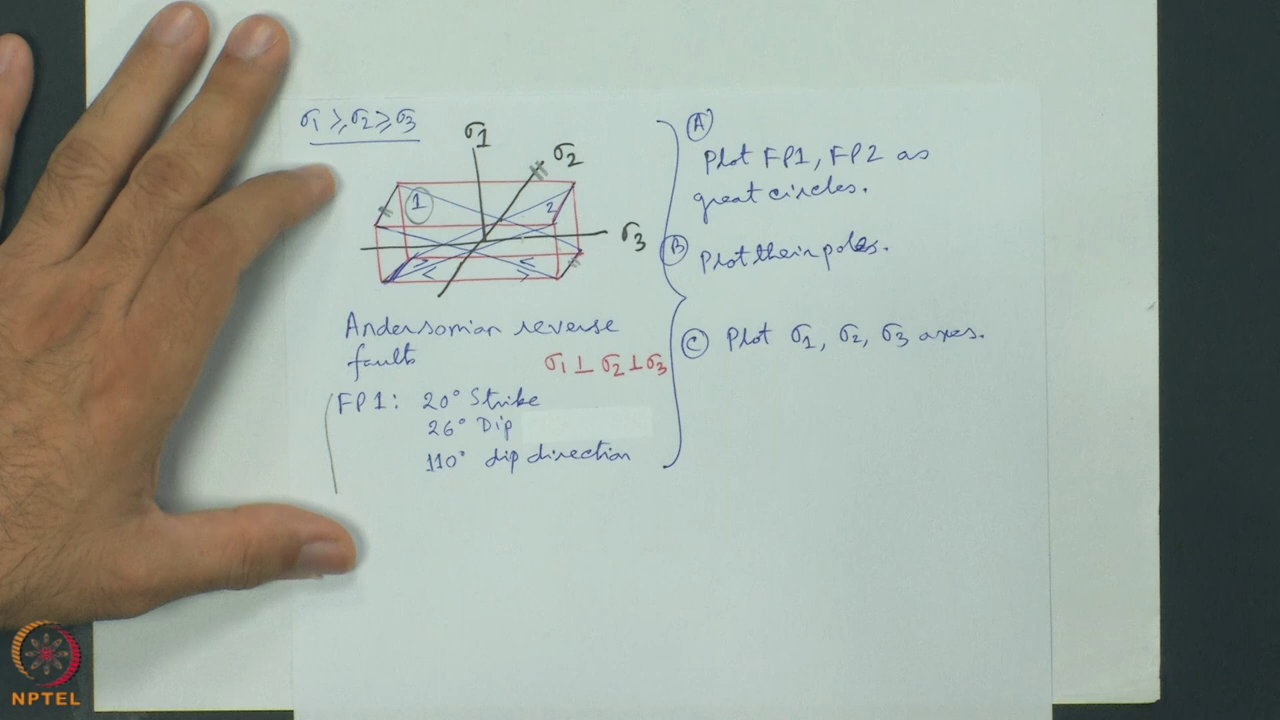 σ1 ⩾ σ2 ⩾ σ3
σ1
σ2
1
2
σ3
Andersonian reverse
fault
σ1 ⊥ σ2 ⊥ σ3
FP1: 20° Strike
26° Dip
110° dip direction
A
Plot FP1, FP2 as
great circles.
B Plot their poles.
C Plot σ1, σ2, σ3 axes.
NPTEL